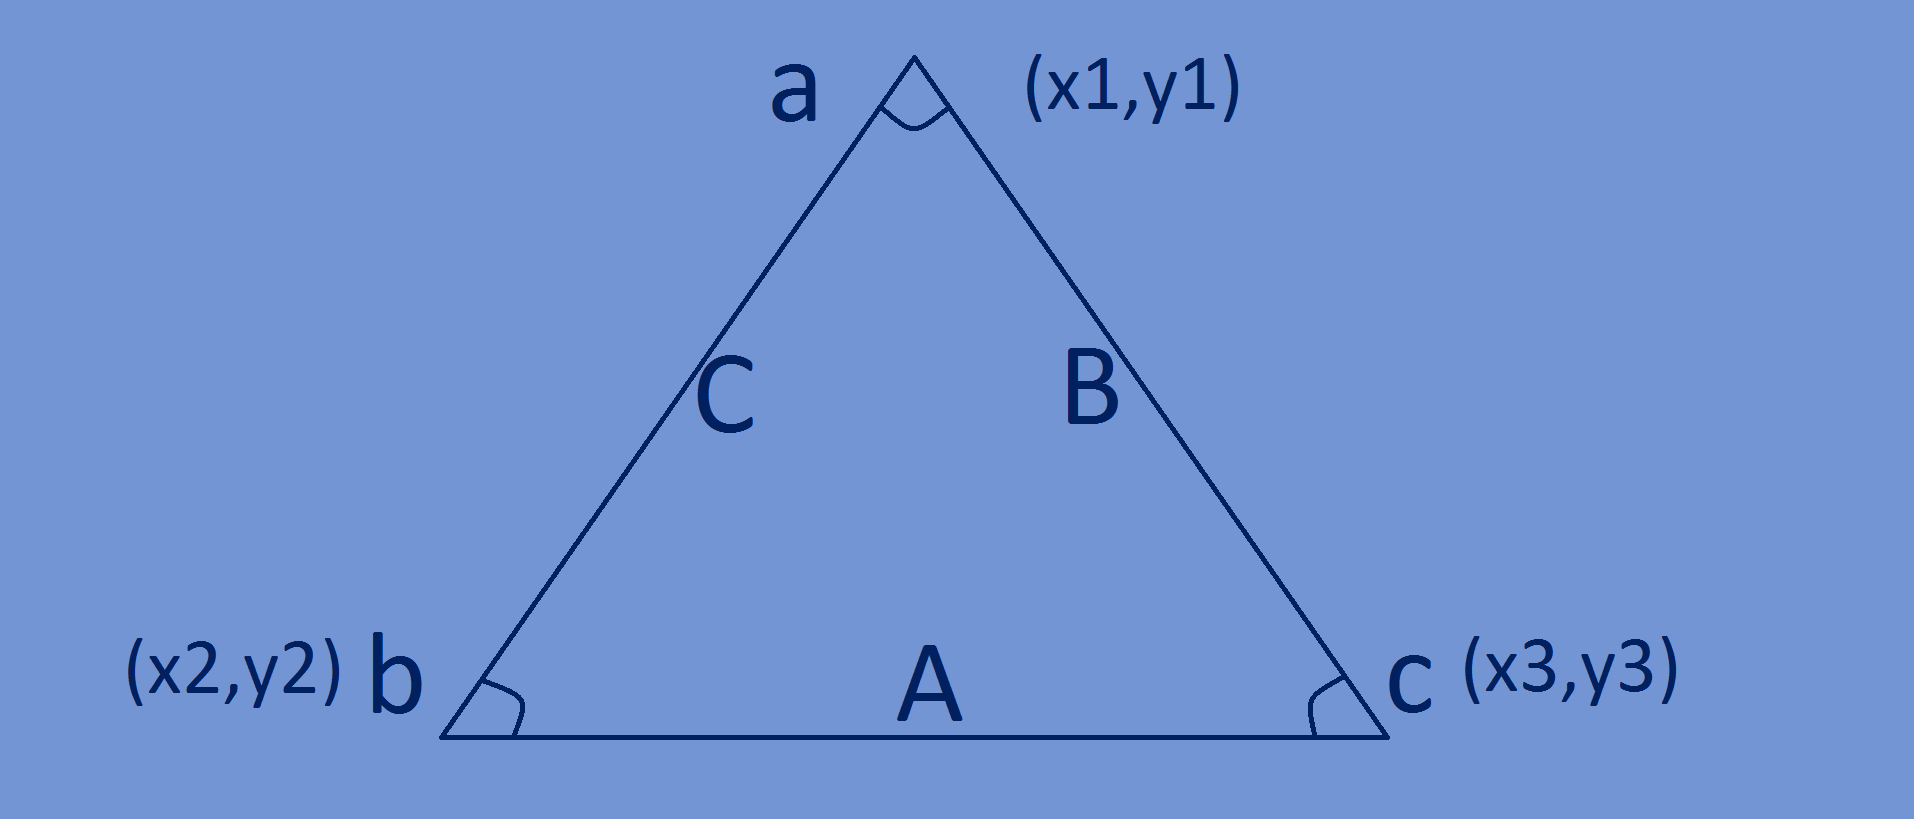 a (x1,y1)
C B
(x2,y2) b A c (x3,y3)